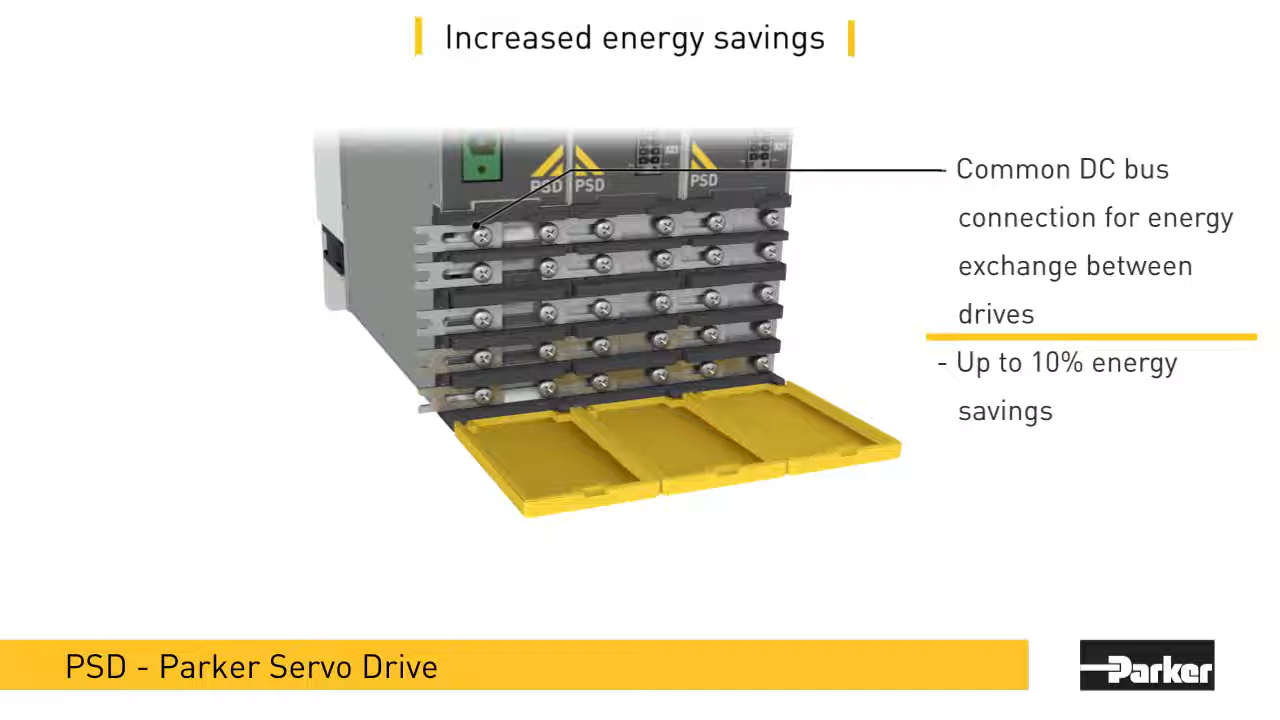 Increased energy savings
PSD PSD PSD
- Common DC bus
connection for energy
exchange between
drives
- Up to 10% energy
savings
PSD - Parker Servo Drive
Parker